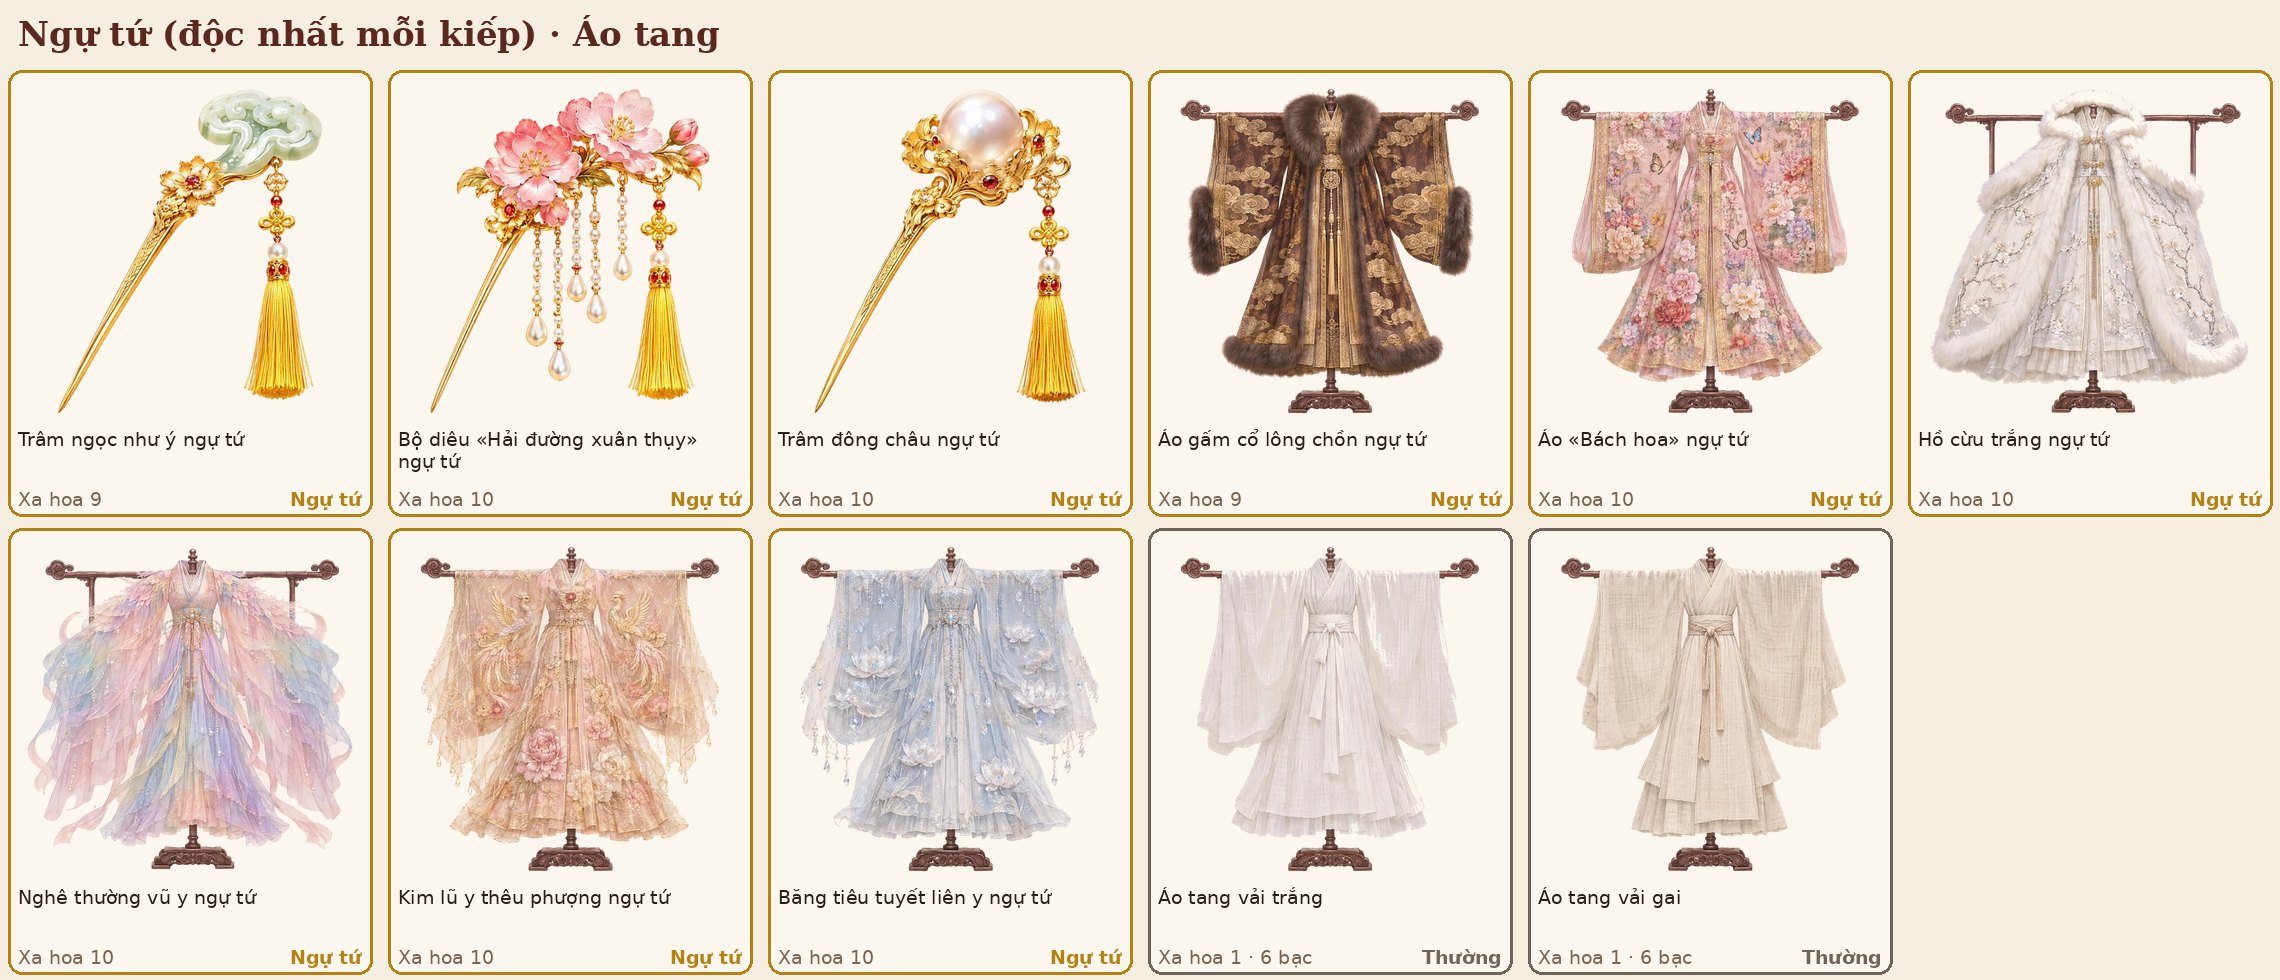 Ngự tứ (độc nhất mỗi kiếp) · Áo tang
Trâm ngọc như ý ngự tứ
Xa hoa 9
Ngự tứ
Bộ diêu «Hải đường xuân thụy»
ngự tứ
Xa hoa 10
Ngự tứ
Trâm đông châu ngự tứ
Xa hoa 10
Ngự tứ
Áo gấm cổ lông chồn ngự tứ
Xa hoa 9
Ngự tứ
Áo «Bách hoa» ngự tứ
Xa hoa 10
Ngự tứ
Hồ cừu trắng ngự tứ
Xa hoa 10
Ngự tứ
Nghê thường vũ y ngự tứ
Xa hoa 10
Ngự tứ
Kim lũ y thêu phượng ngự tứ
Xa hoa 10
Ngự tứ
Băng tiêu tuyết liên y ngự tứ
Xa hoa 10
Ngự tứ
Áo tang vải trắng
Xa hoa 1 · 6 bạc
Thường
Áo tang vải gai
Xa hoa 1 · 6 bạc
Thường